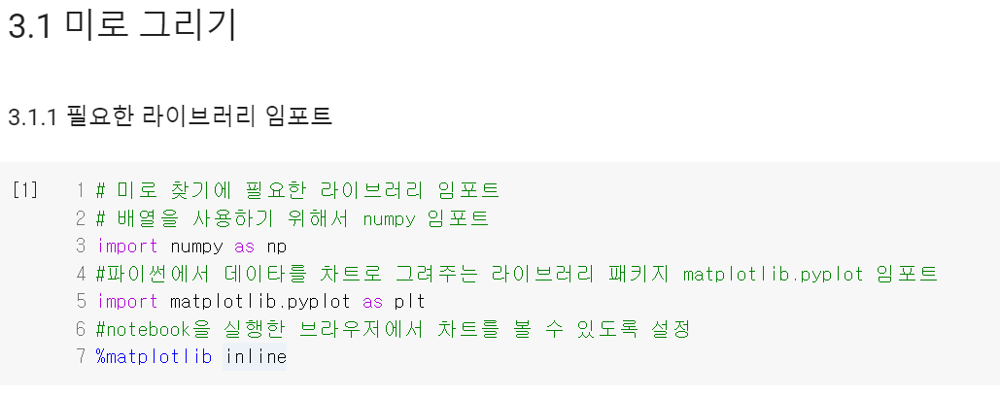 3.1 미로 그리기
3.1.1 필요한 라이브러리 임포트
[1] 1 # 미로 찾기에 필요한 라이브러리 임포트
2 # 배열을 사용하기 위해서 numpy 임포트
3 import numpy as np
4 #파이썬에서 데이타를 차트로 그려주는 라이브러리 패키지 matplotlib.pyplot 임포트
5 import matplotlib.pyplot as plt
6 #notebook을 실행한 브라우저에서 차트를 볼 수 있도록 설정
7 %matplotlib inline